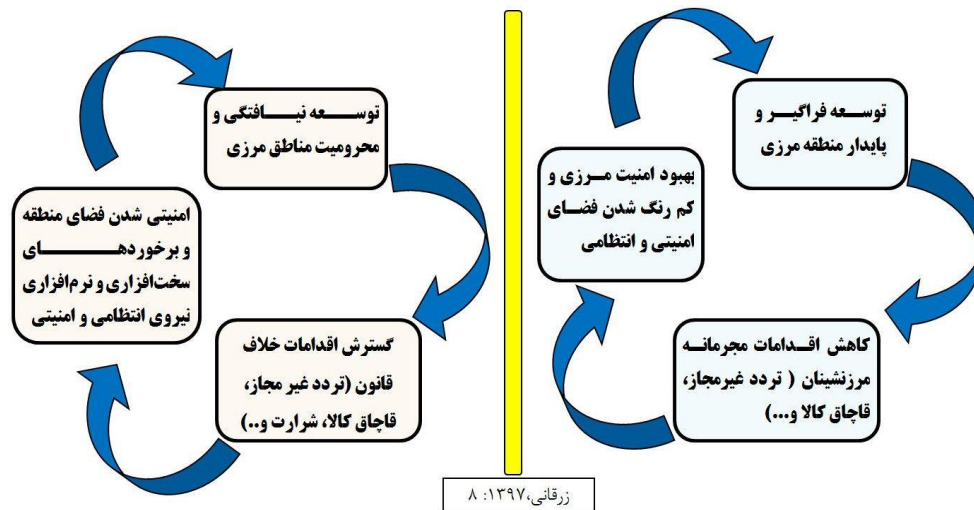 توسعه فراگیر و
پایدار منطقه مرزی
کاهش اقدامات مجرمانه
مرزنشینان ( تردد غیرمجاز،
قاچاق کالا و...)
بهبود امنیت مرزی و
کم رنگ شدن فضای
امنیتی و انتظامی
توسعه نیافتگی و
محرومیت مناطق مرزی
گسترش اقدامات خلاف
قانون (تردد غیر مجاز،
قاچاق کالا، شرارت و..)
امنیتی شدن فضای منطقه
و برخوردهای
سخت‌افزاری و نرم‌افزاری
نیروی انتظامی و امنیتی
زرقانی،۱۳۹۷: ۸